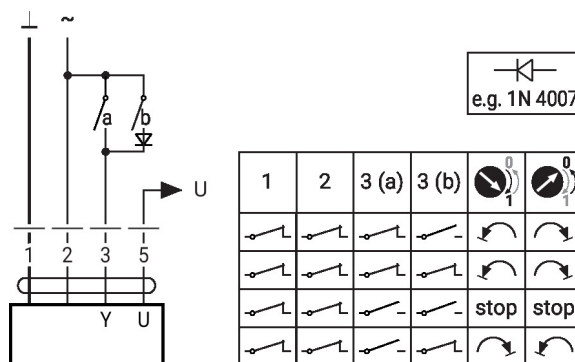 ⊥ ~
e.g. 1N 4007
a b
U
1 2 3 (a) 3 (b) 0 1 0 1
1 2 3 5
stop stop
Y U